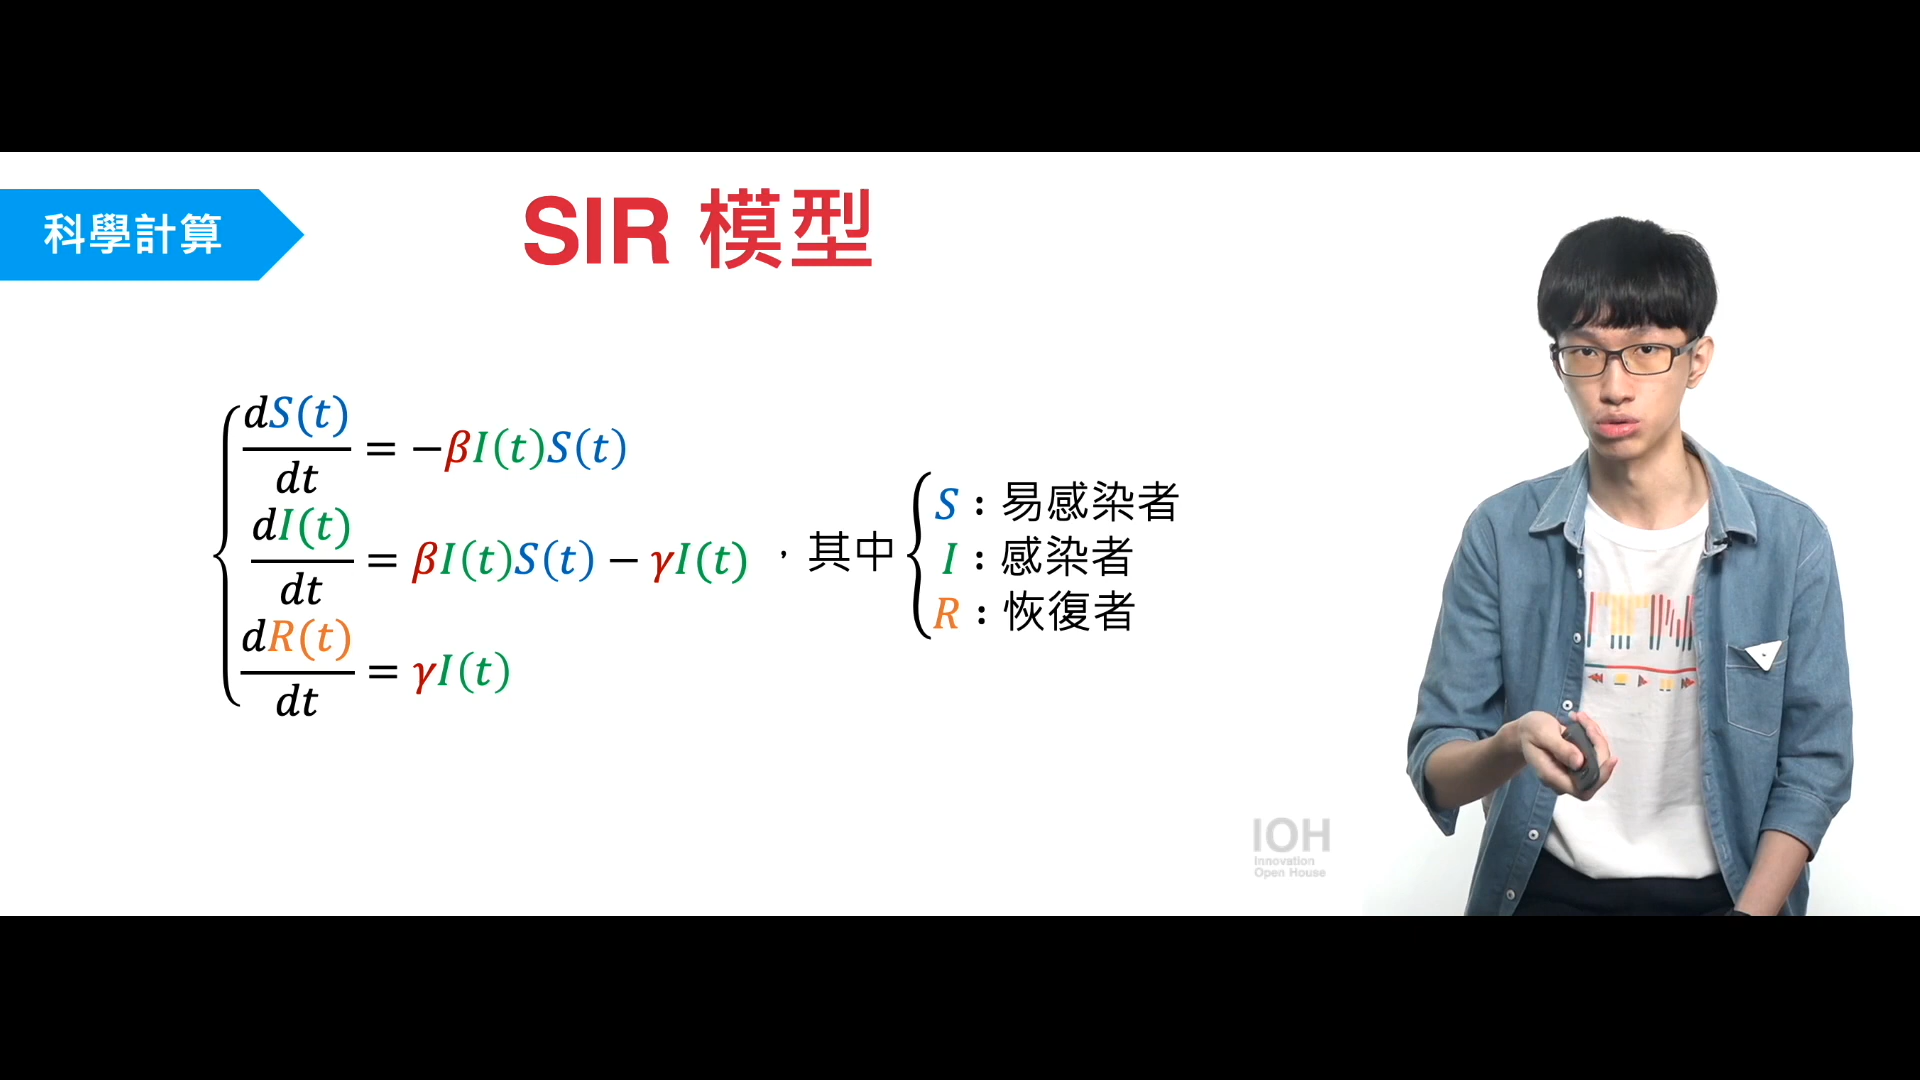 科學計算
SIR 模型
dS(t)/dt = −βI(t)S(t)
dI(t)/dt = βI(t)S(t) − γI(t)
dR(t)/dt = γI(t)
，其中
S：易感染者
I：感染者
R：恢復者
IOH
Innovation
Open House